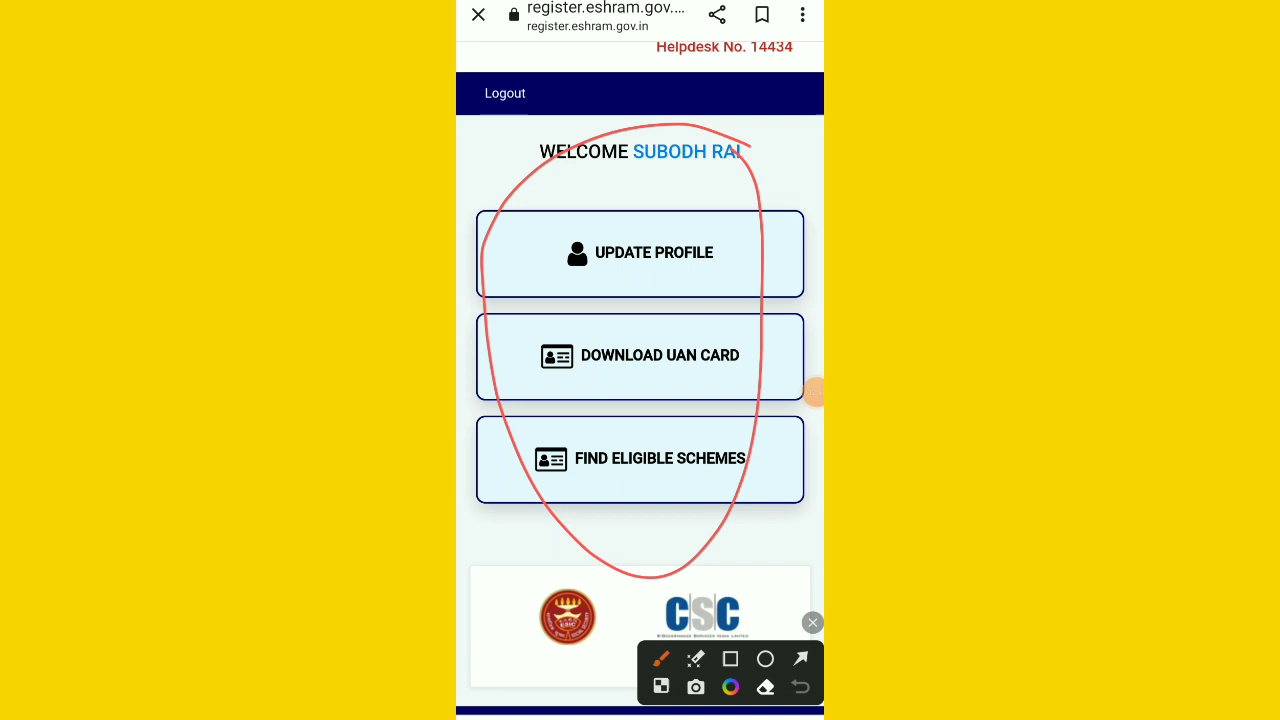 register.eshram.gov....
register.eshram.gov.in
Helpdesk No. 14434
Logout
WELCOME SUBODH RAI
UPDATE PROFILE
DOWNLOAD UAN CARD
FIND ELIGIBLE SCHEMES
CSC